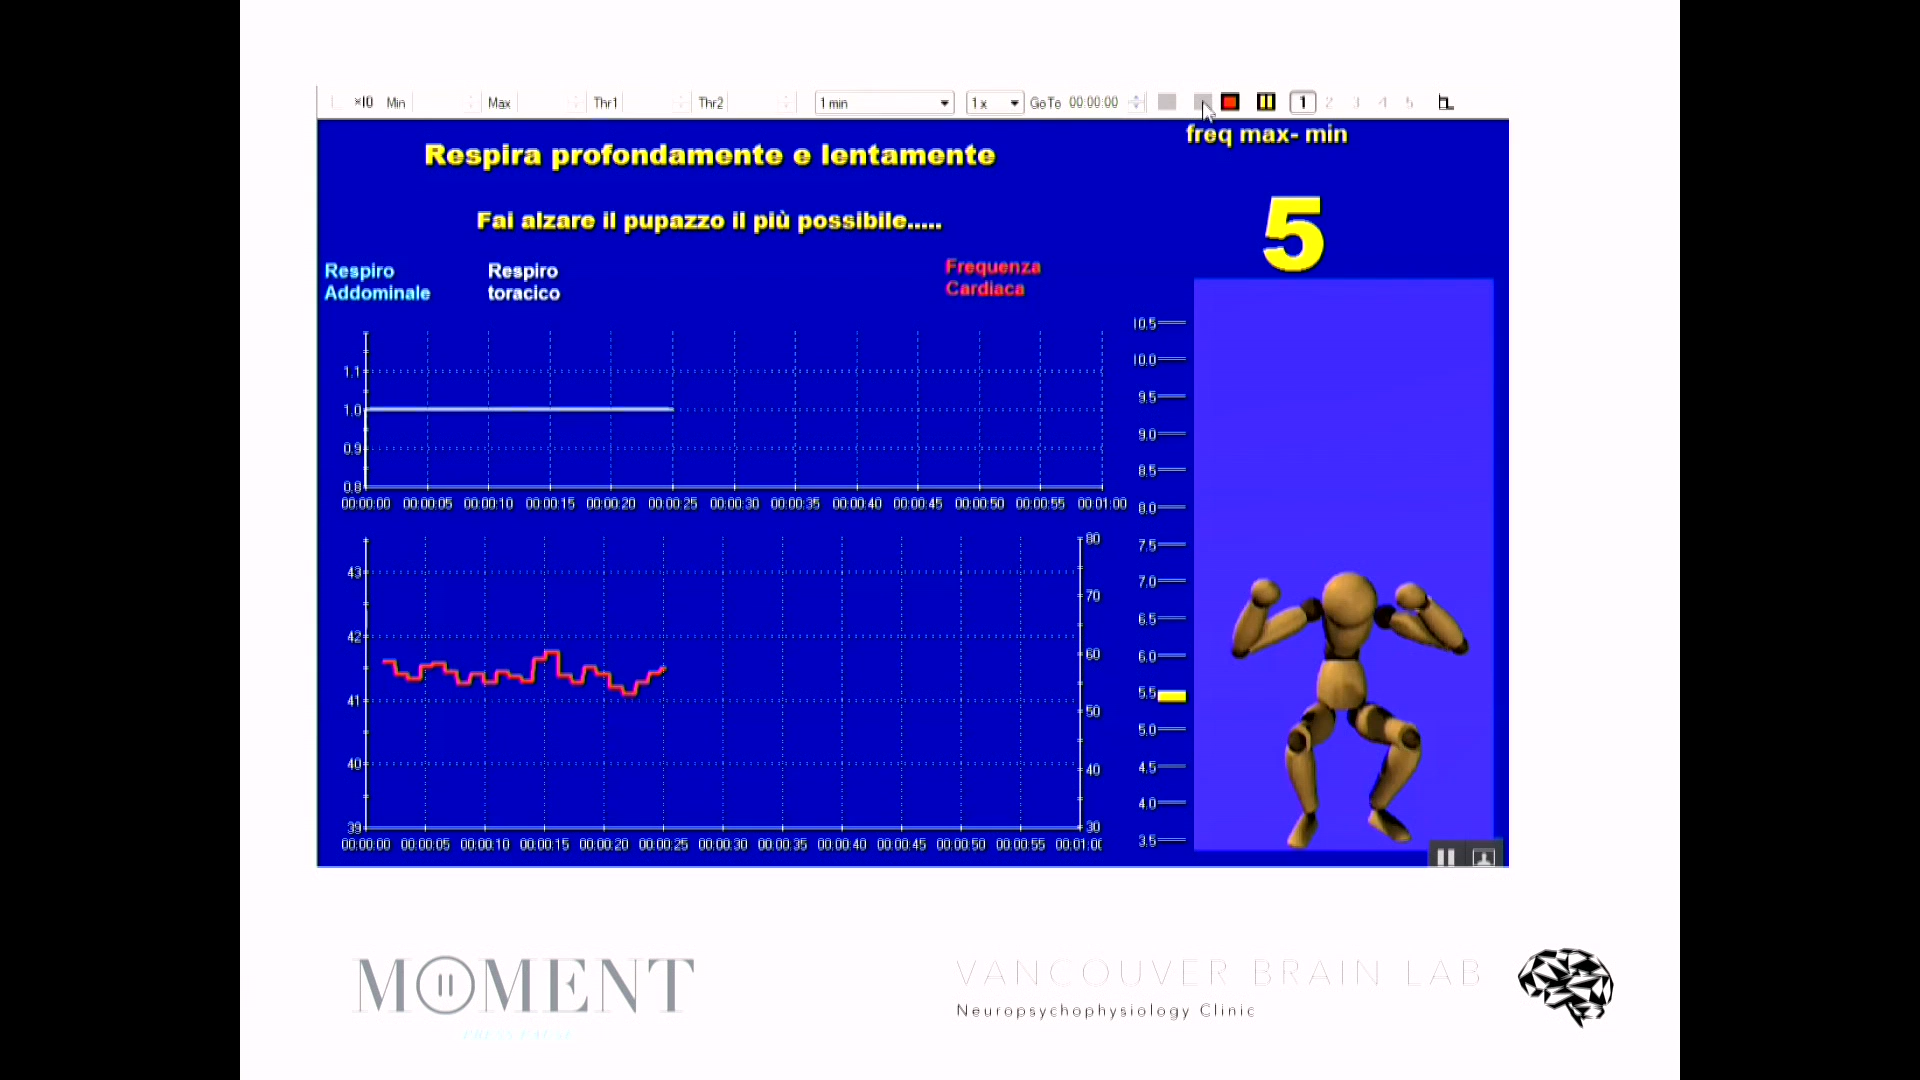 ×10 Min Max Thr1 Thr2 1 min 1 x GoTo 00:00:00 1 2 3 4 5
freq max- min
Respira profondamente e lentamente
5
Fai alzare il pupazzo il più possibile.....
Respiro
Addominale
Respiro
toracico
Frequenza
Cardiaca
1.1
1.0
0.9
0.8
00:00:00 00:00:05 00:00:10 00:00:15 00:00:20 00:00:25 00:00:30 00:00:35 00:00:40 00:00:45 00:00:50 00:00:55 00:01:00
43
42
41
40
39
80
70
60
50
40
30
00:00:00 00:00:05 00:00:10 00:00:15 00:00:20 00:00:25 00:00:30 00:00:35 00:00:40 00:00:45 00:00:50 00:00:55 00:01:00
10.5
10.0
9.5
9.0
8.5
8.0
7.5
7.0
6.5
6.0
5.5
5.0
4.5
4.0
3.5
MOMENT
PRESS PAUSE
VANCOUVER BRAIN LAB
Neuropsychophysiology Clinic